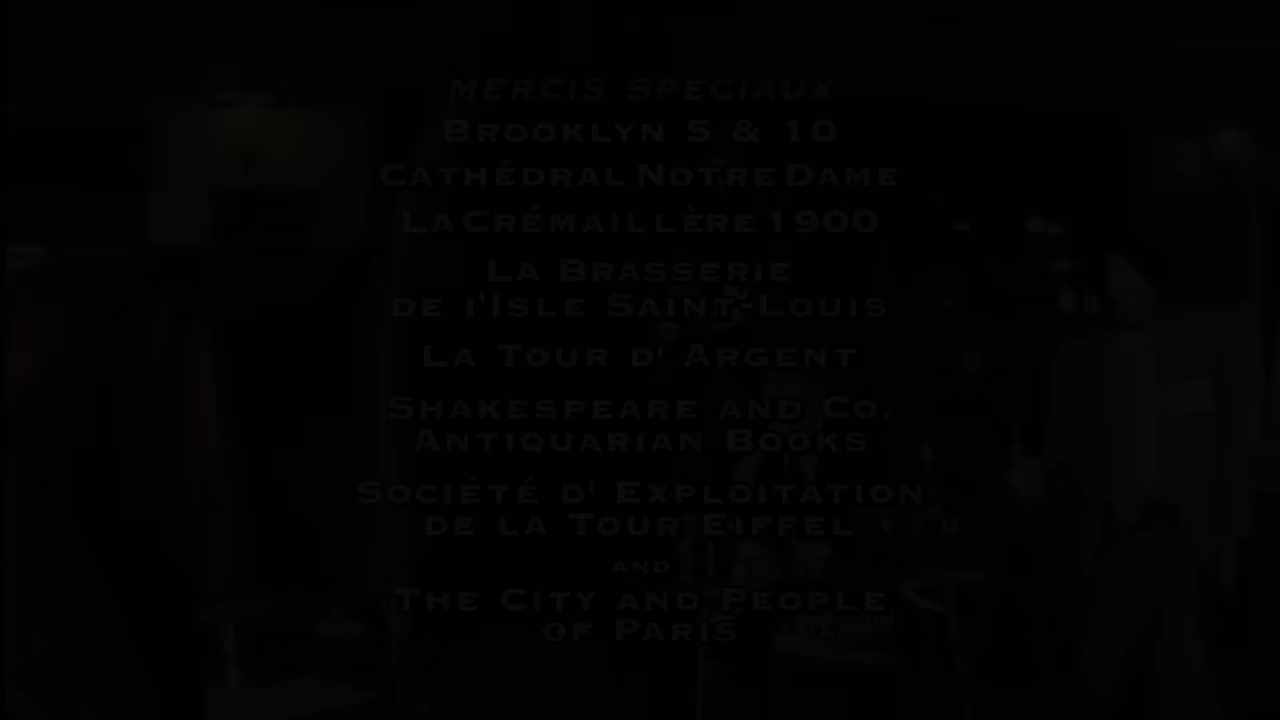 MERCIS SPECIAUX
BROOKLYN 5 & 10
CATHÉDRAL NOTRE DAME
LA CRÉMAILLÈRE 1900
LA BRASSERIE
DE l'ISLE SAINT-LOUIS
LA TOUR D' ARGENT
SHAKESPEARE AND CO.
ANTIQUARIAN BOOKS
SOCIÉTÉ D' EXPLOITATION
DE LA TOUR EIFFEL
AND
THE CITY AND PEOPLE
OF PARIS